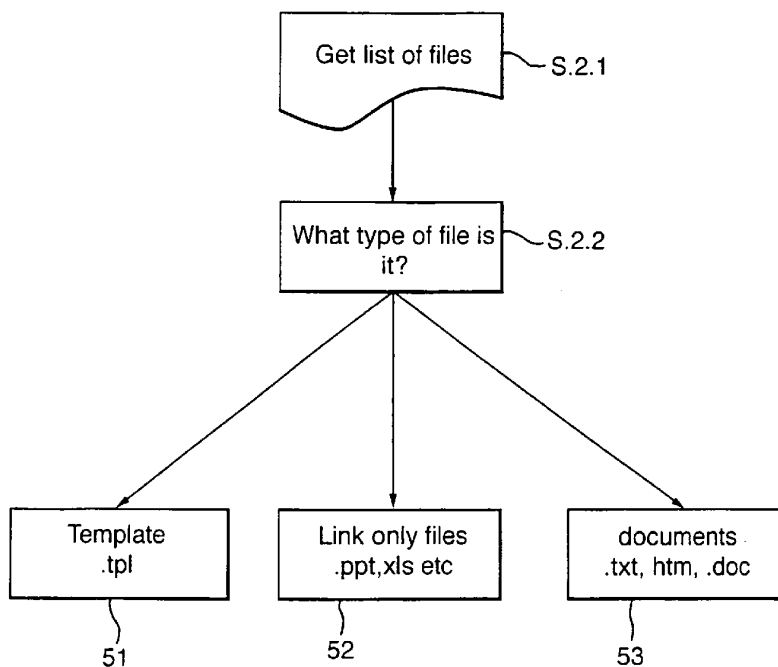 Get list of files
S.2.1
What type of file is
it?
S.2.2
Template
.tpl
Link only files
.ppt,xls etc
documents
.txt, htm, .doc
51
52
53